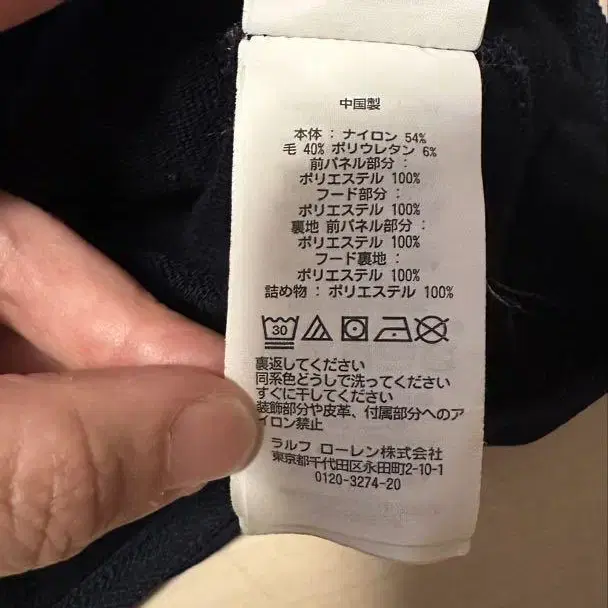 中国製
本体 : ナイロン 54%
毛 40% ポリウレタン 6%
前パネル部分 :
ポリエステル 100%
フード部分 :
ポリエステル 100%
裏地 前パネル部分 :
ポリエステル 100%
フード裏地 :
ポリエステル 100%
詰め物 : ポリエステル 100%
30
裏返してください
同系色どうしで洗ってください
すぐに干してください
装飾部分や皮革、付属部分へのア
イロン禁止
ラルフ ローレン株式会社
東京都千代田区永田町2-10-1
0120-3274-20